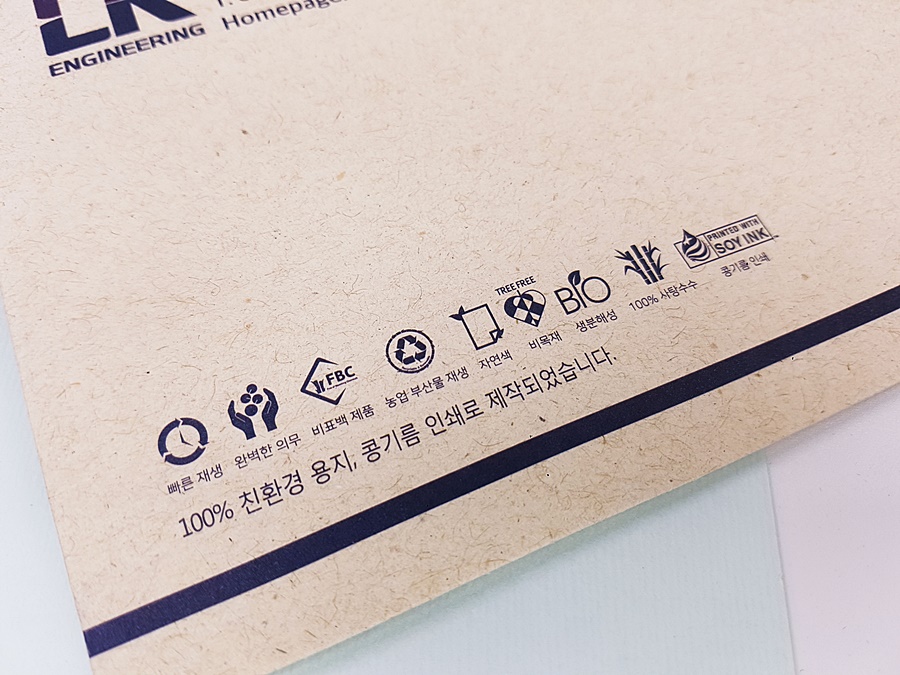 ENGINEERING
Homepage
TREE FREE
FBC
BIO
PRINTED WITH
SOY INK
빠른 재생
완벽한 의무
비표백 제품
농업 부산물 재생
자연색
비목재
생분해성
100% 사탕수수
콩기름 인쇄
100% 친환경 용지, 콩기름 인쇄로 제작되었습니다.